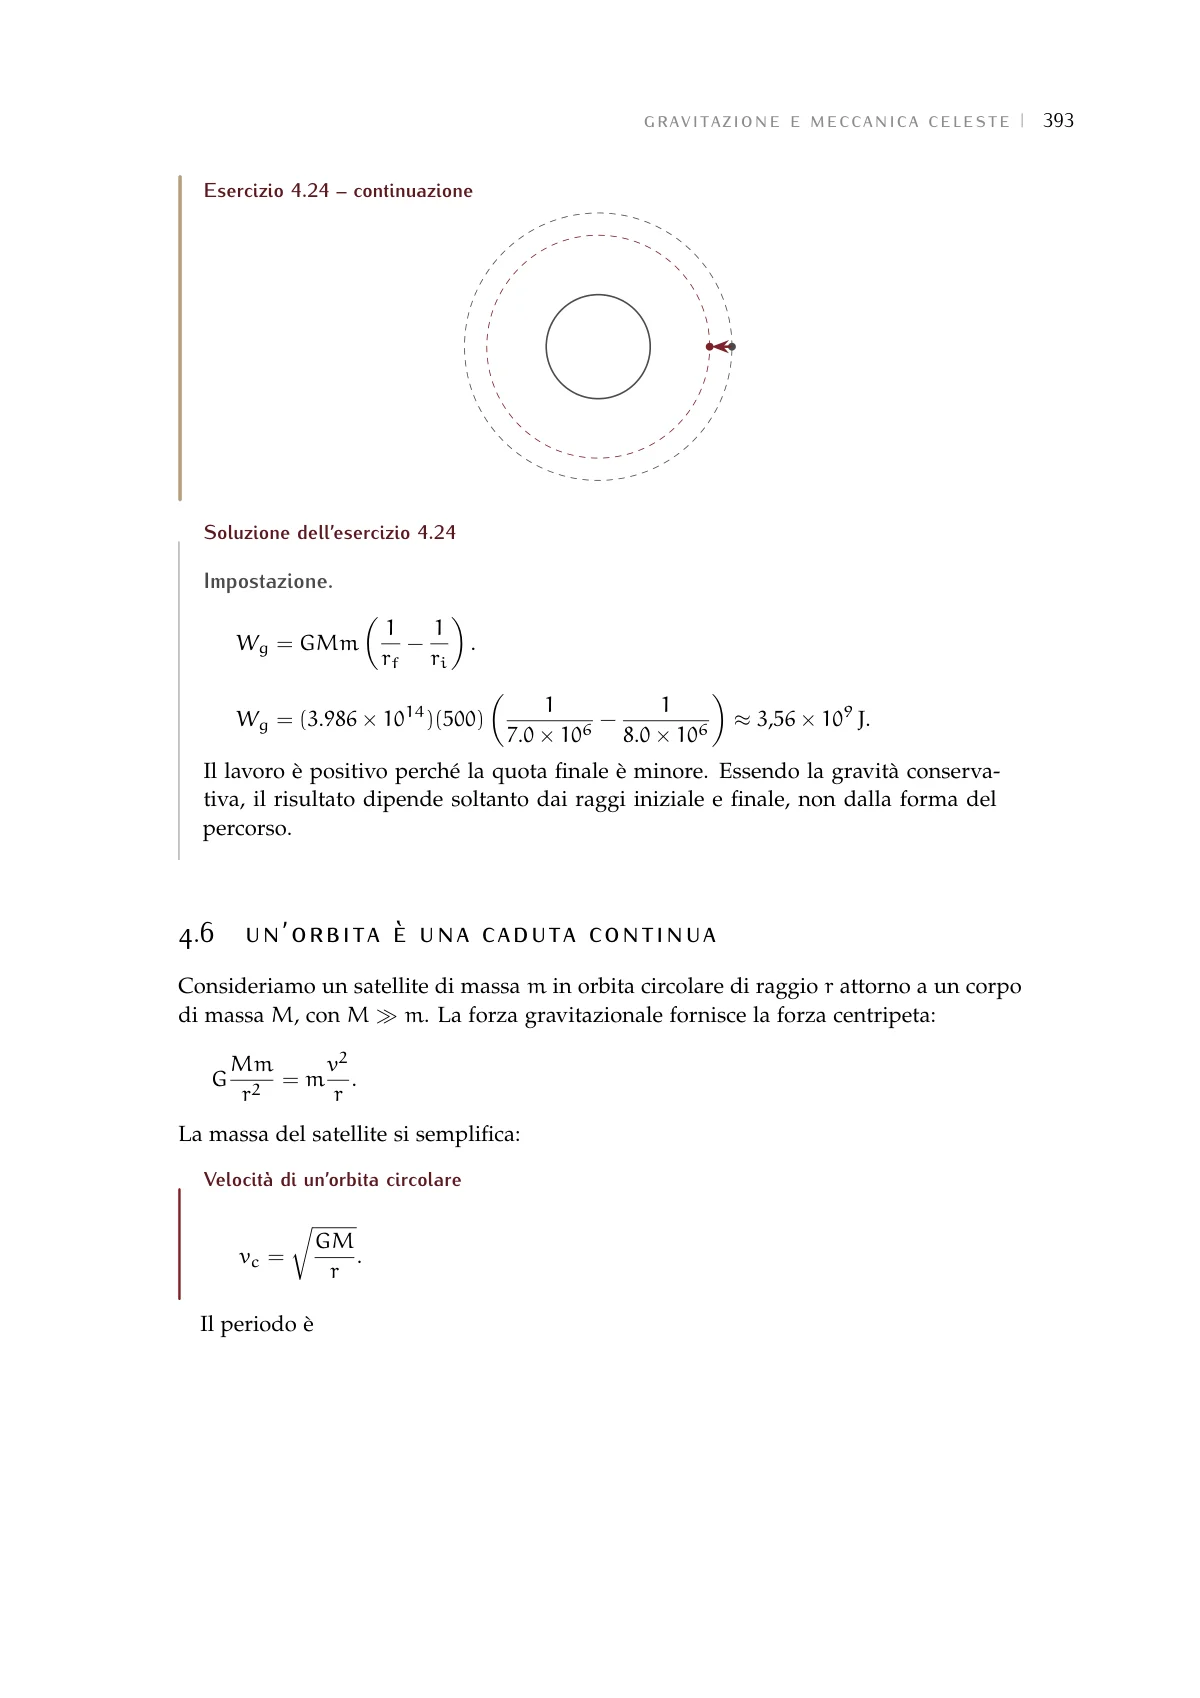 GRAVITAZIONE E MECCANICA CELESTE | 393
Esercizio 4.24 – continuazione
Soluzione dell'esercizio 4.24
Impostazione.
W_g = GMm (1/r_f − 1/r_i).
W_g = (3.986 × 10^14)(500) (1/(7.0 × 10^6) − 1/(8.0 × 10^6)) ≈ 3,56 × 10^9 J.
Il lavoro è positivo perché la quota finale è minore. Essendo la gravità conserva-
tiva, il risultato dipende soltanto dai raggi iniziale e finale, non dalla forma del
percorso.
4.6 UN'ORBITA È UNA CADUTA CONTINUA
Consideriamo un satellite di massa m in orbita circolare di raggio r attorno a un corpo
di massa M, con M ≫ m. La forza gravitazionale fornisce la forza centripeta:
G Mm/r^2 = m v^2/r.
La massa del satellite si semplifica:
Velocità di un'orbita circolare
v_c = √(GM/r).
Il periodo è